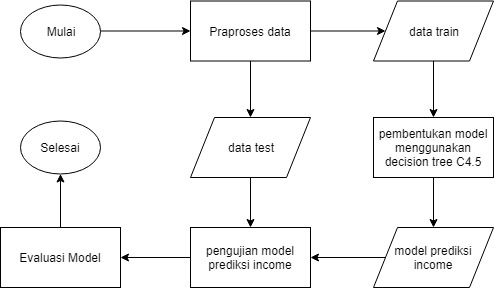 Mulai
Praproses data
data train
Selesai
data test
pembentukan model
menggunakan
decision tree C4.5
Evaluasi Model
pengujian model
prediksi income
model prediksi
income